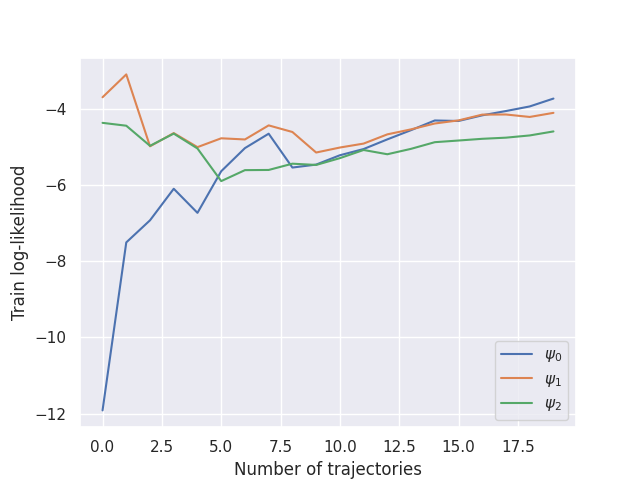 Train log-likelihood
−4
−6
−8
−10
−12
0.0 2.5 5.0 7.5 10.0 12.5 15.0 17.5
Number of trajectories
ψ₀
ψ₁
ψ₂